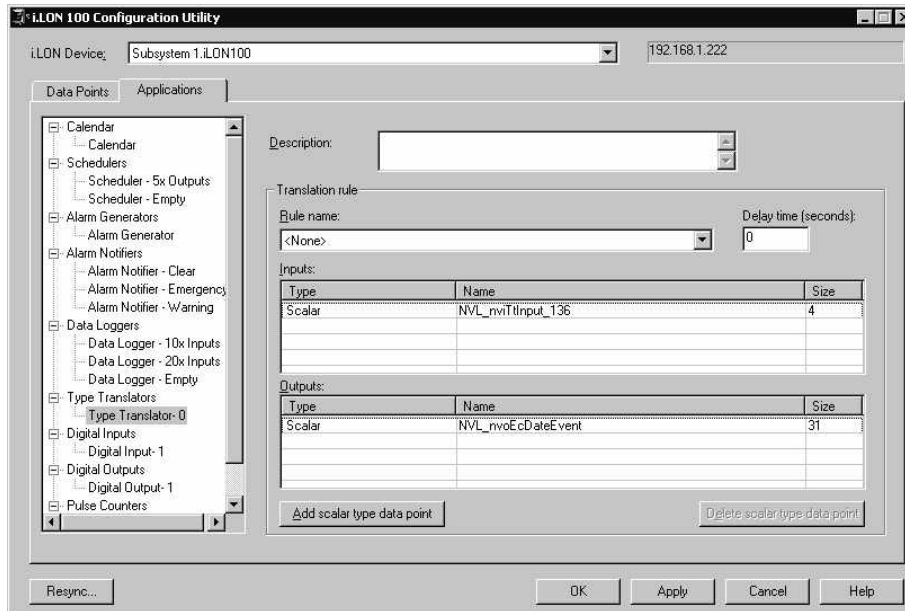 i.LON 100 Configuration Utility
i.LON Device: Subsystem 1.iLON100 192.168.1.222
Data Points Applications
Calendar
Calendar
Schedulers
Scheduler - 5x Outputs
Scheduler - Empty
Alarm Generators
Alarm Generator
Alarm Notifiers
Alarm Notifier - Clear
Alarm Notifier - Emergency
Alarm Notifier - Warning
Data Loggers
Data Logger - 10x Inputs
Data Logger - 20x Inputs
Data Logger - Empty
Type Translators
Type Translator- 0
Digital Inputs
Digital Input- 1
Digital Outputs
Digital Output- 1
Pulse Counters
Description:
Translation rule
Rule name: Delay time (seconds):
<None> 0
Inputs:
Type Name Size
Scalar NVL_nviTtInput_136 4
Outputs:
Type Name Size
Scalar NVL_nvoEcDateEvent 31
Add scalar type data point Delete scalar type data point
Resync... OK Apply Cancel Help